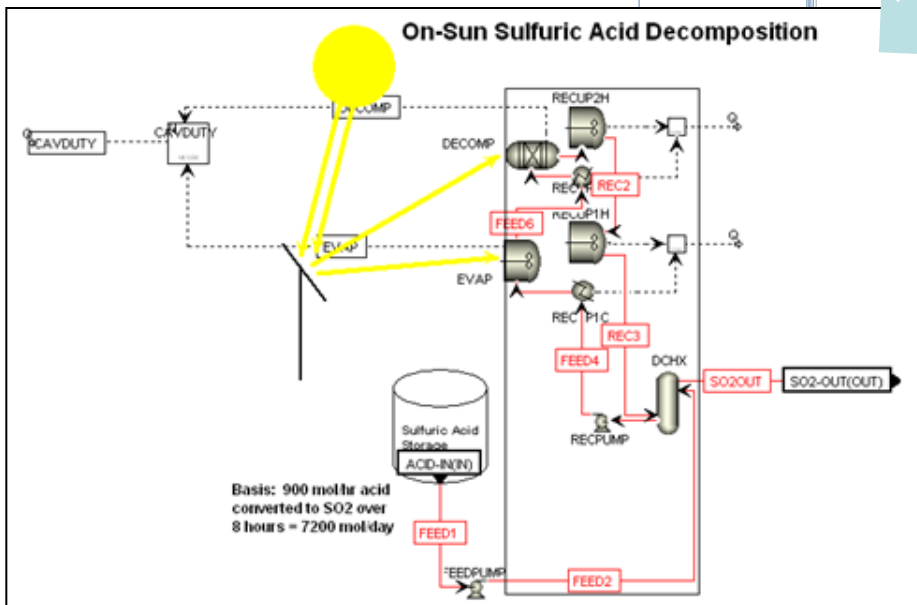 On-Sun Sulfuric Acid Decomposition
RECUP2H
CAVDUTY
Q
CAVDUTY
DECOMP
Q
REC2
FEED6
RECUP1H
Q
EVAP
EVAP
REC3
FEED4
DCHX
SO2OUT
SO2-OUT(OUT)
Sulfuric Acid
Storage
RECPUMP
ACID-IN(IN)
Basis: 900 mol/hr acid
converted to SO2 over
8 hours = 7200 mol/day
FEED1
FEEDPUMP
FEED2